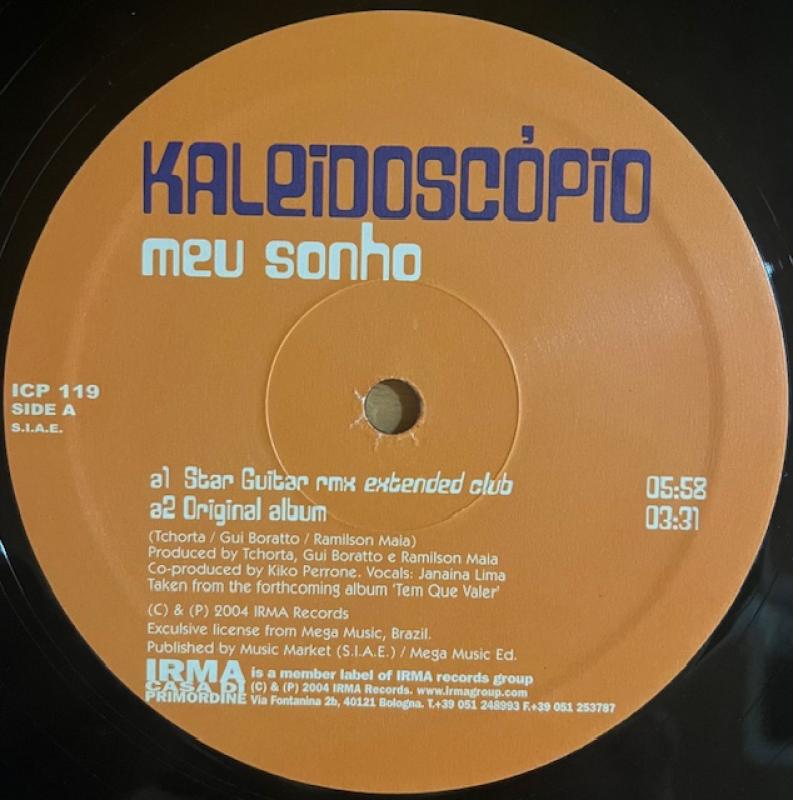 KALEIDOSCÓPIO
meu sonho
ICP 119
SIDE A
S.I.A.E.
a1 Star Guitar rmx extended club 05:58
a2 Original album 03:31
(Tchorta / Gui Boratto / Ramilson Maia)
Produced by Tchorta, Gui Boratto e Ramilson Maia
Co-produced by Kiko Perrone. Vocals: Janaina Lima
Taken from the forthcoming album 'Tem Que Valer'
(C) & (P) 2004 IRMA Records
Exculsive license from Mega Music, Brazil.
Published by Music Market (S.I.A.E.) / Mega Music Ed.
IRMA
CASA DI
PRIMORDINE
is a member label of IRMA records group
(C) & (P) 2004 IRMA Records. www.irmagroup.com
Via Fontanina 2b, 40121 Bologna. T.+39 051 248993 F.+39 051 253787